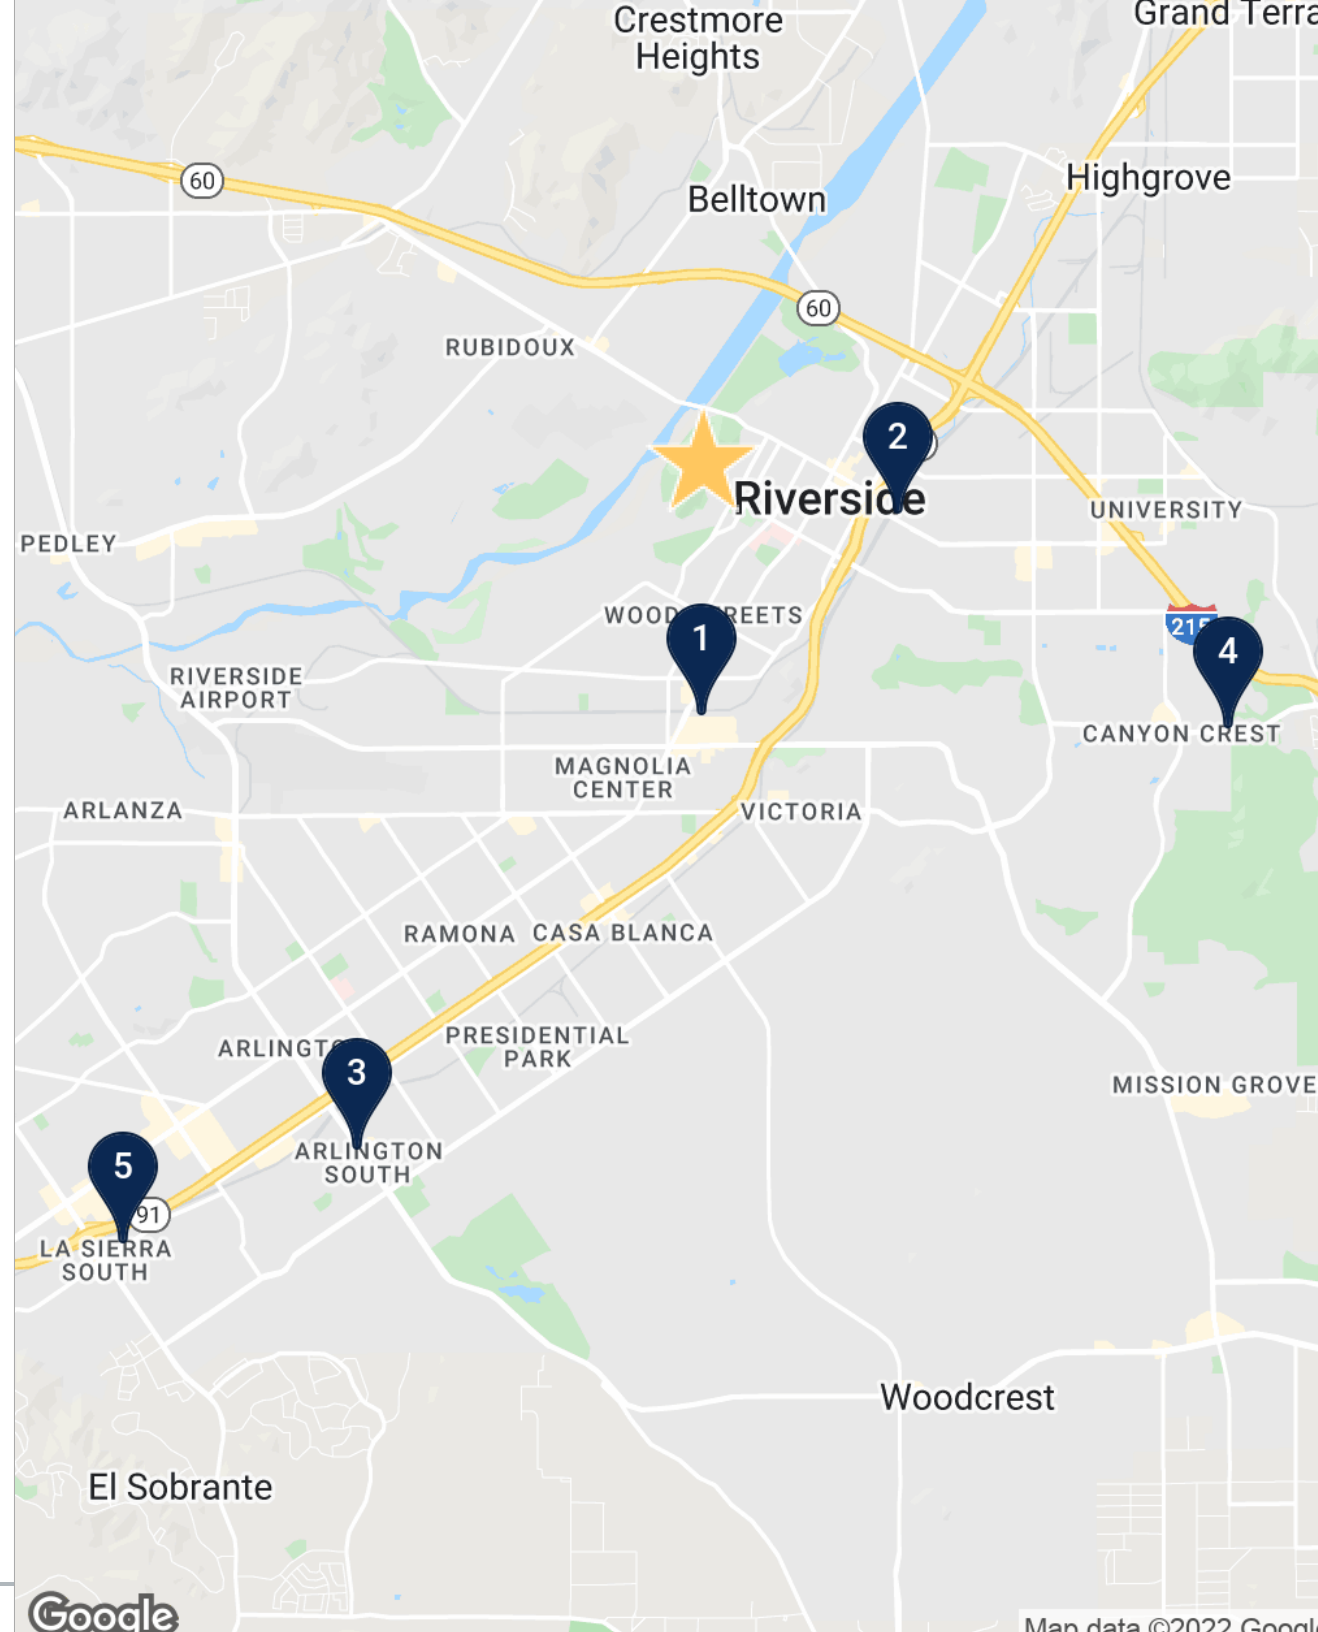 Crestmore
Heights
Grand Terra
60
Belltown
Highgrove
60
RUBIDOUX
2
Riverside
UNIVERSITY
PEDLEY
WOOD STREETS
1
215
4
RIVERSIDE
AIRPORT
CANYON CREST
MAGNOLIA
CENTER
ARLANZA
VICTORIA
RAMONA
CASA BLANCA
PRESIDENTIAL
PARK
ARLINGTO
3
MISSION GROVE
ARLINGTON
SOUTH
5
91
LA SIERRA
SOUTH
Woodcrest
El Sobrante
Google
Map data ©2022 Google